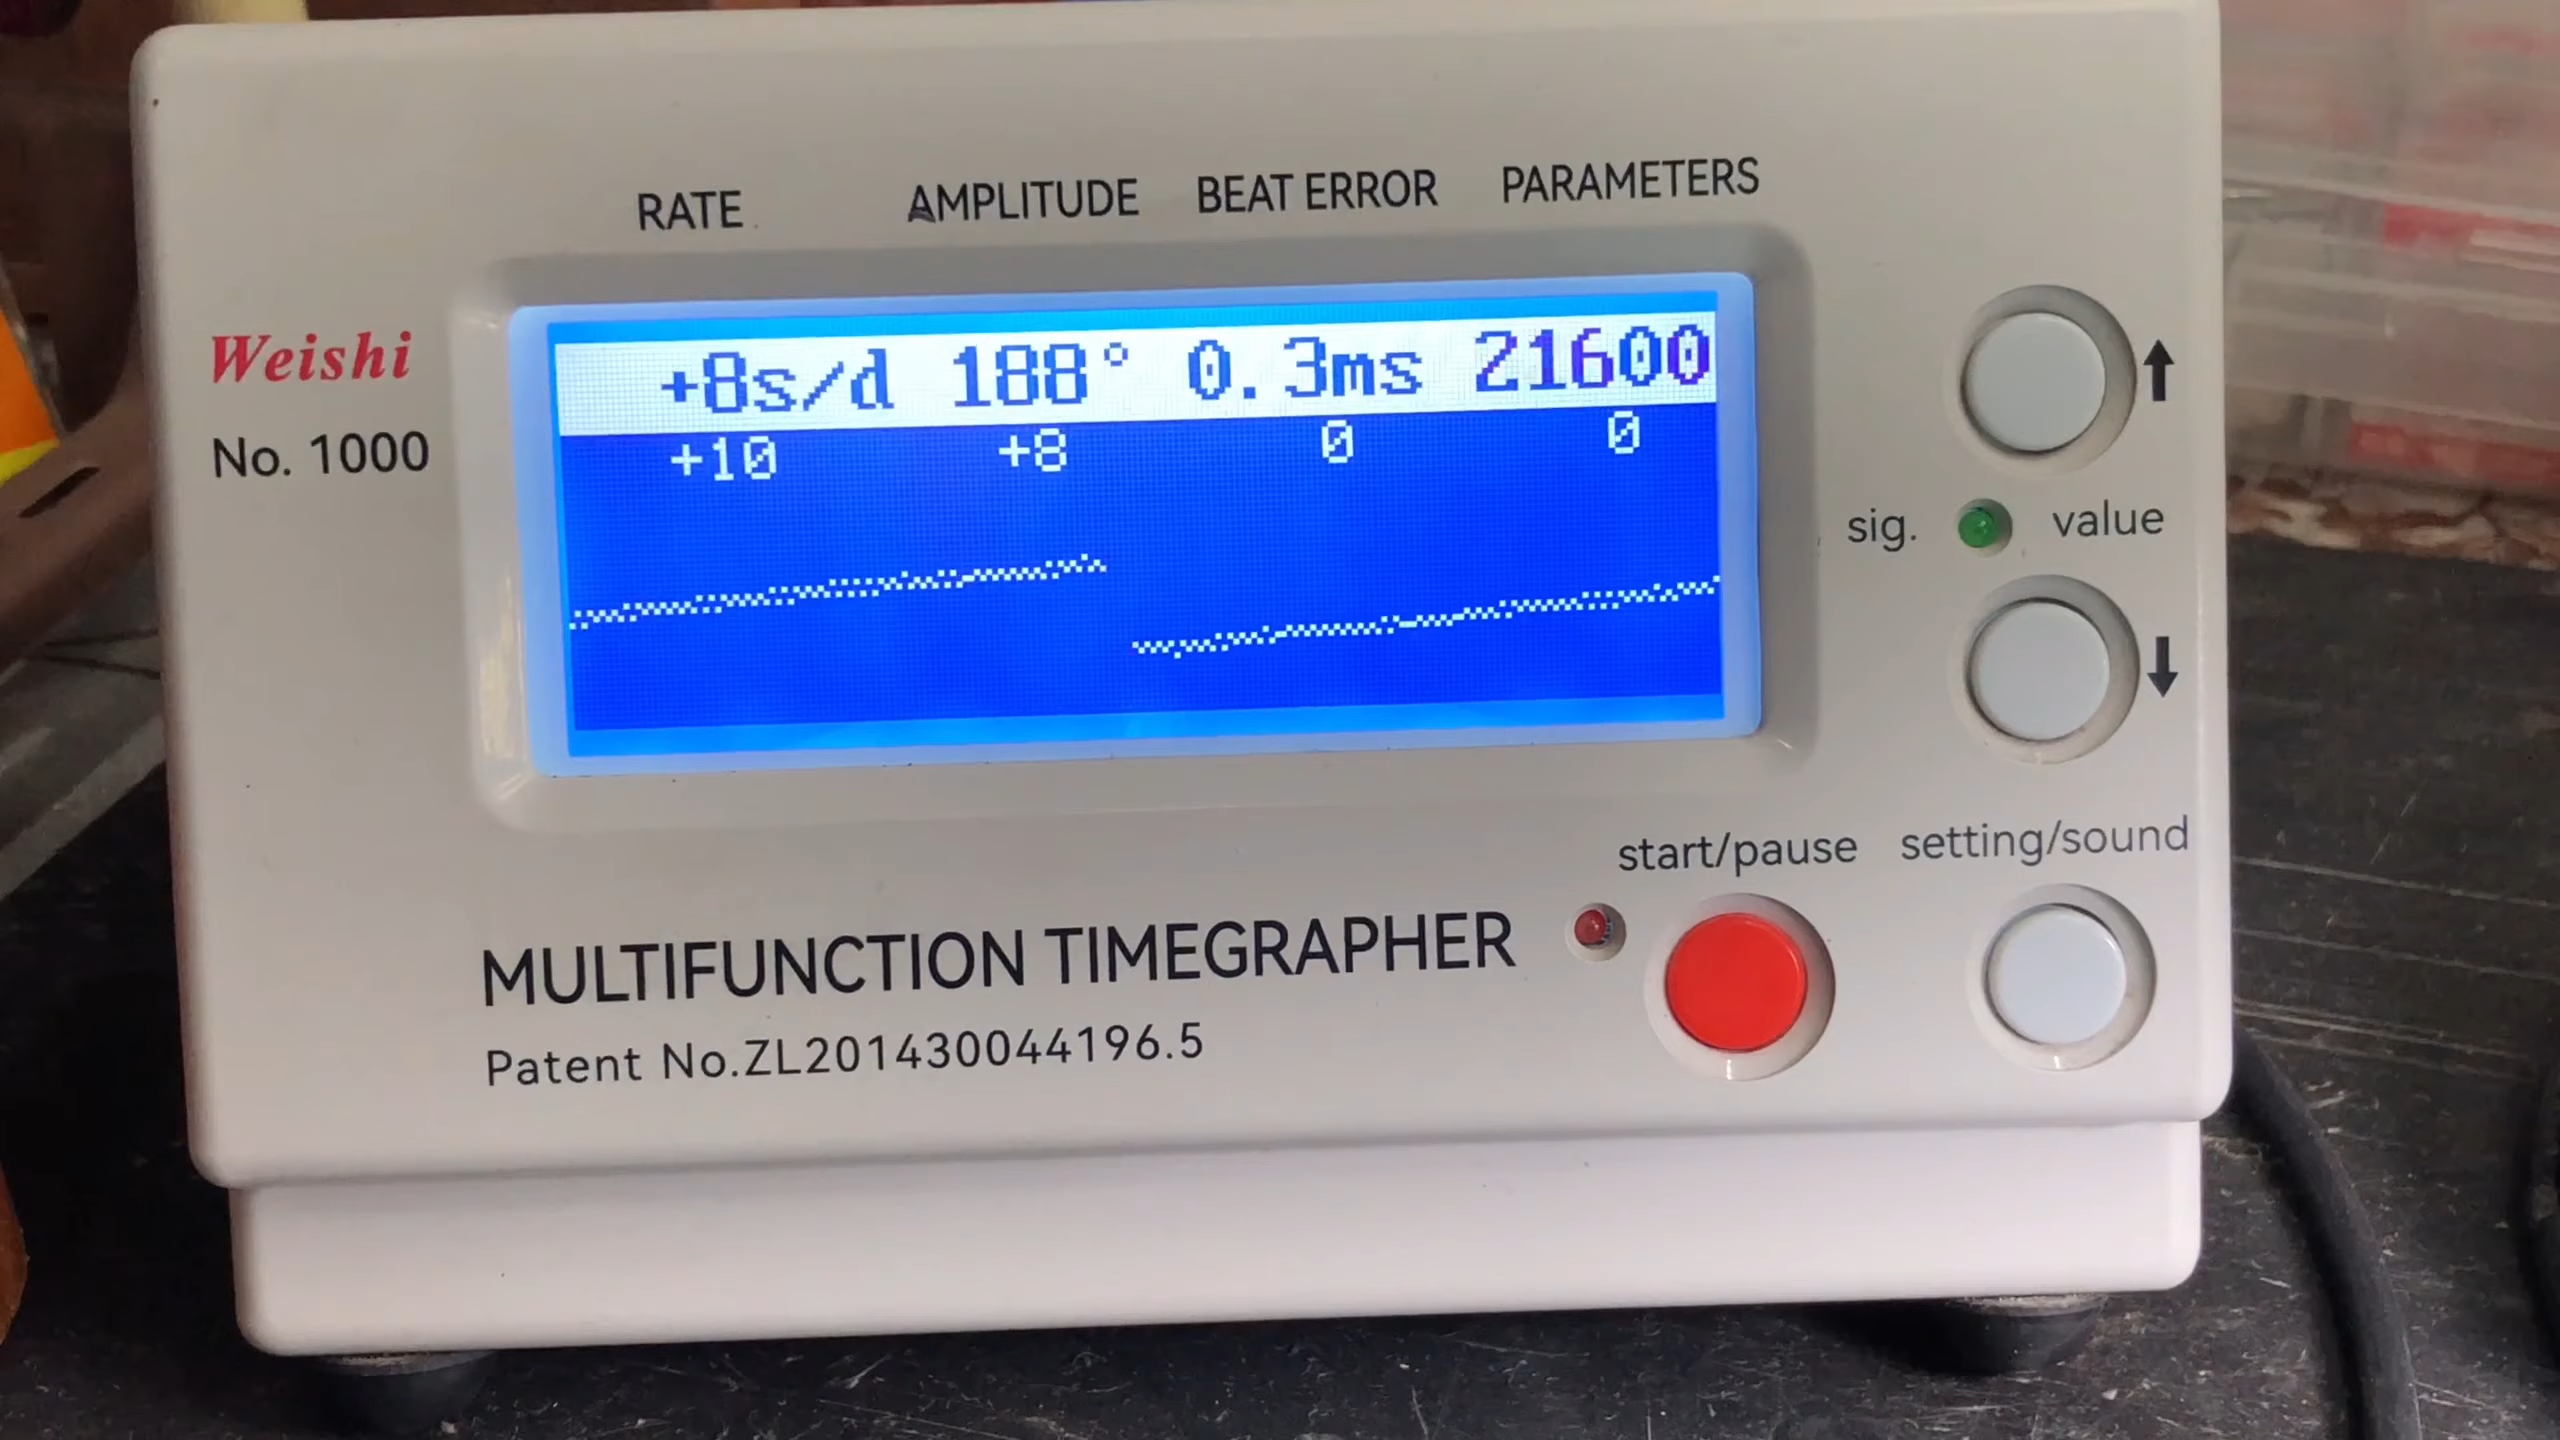 RATE AMPLITUDE BEAT ERROR PARAMETERS
Weishi
No. 1000
+8s/d 188° 0.3ms 21600
+10 +8 0 0
sig. value
start/pause setting/sound
MULTIFUNCTION TIMEGRAPHER
Patent No.ZL201430044196.5